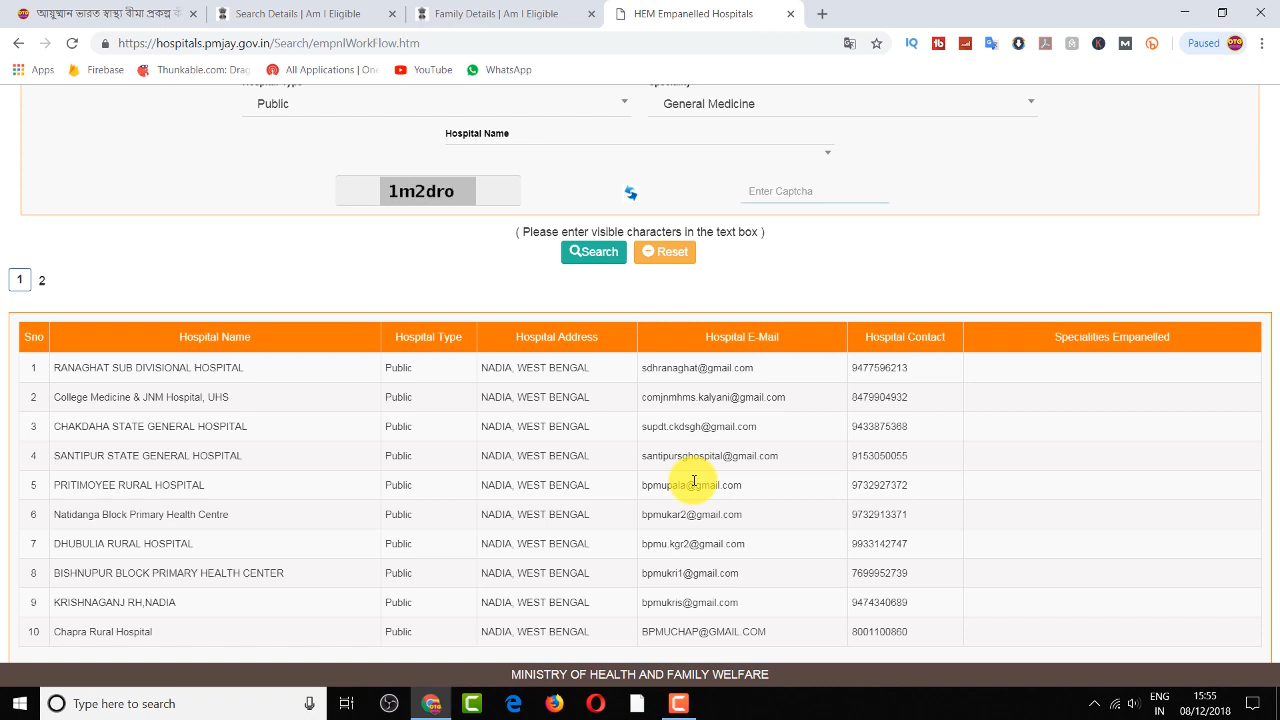 আয়ুষ্মান ভারত স্বাস্থ্য বীমা প্রকল্প
Search Details | Am I Eligible
Family Details | Am I Eligible
HEM Empanelled Hospitals
https://hospitals.pmjay.gov.in/Search/empnlWorkFlow.htm
Paused
Apps
Firebase
Thunkable.com: Drag
All Applications | One
YouTube
WhatsApp
Public
General Medicine
Hospital Name
1m2dro
Enter Captcha
( Please enter visible characters in the text box )
Search
Reset
1 2
Sno Hospital Name Hospital Type Hospital Address Hospital E-Mail Hospital Contact Specialities Empanelled
1 RANAGHAT SUB DIVISIONAL HOSPITAL Public NADIA, WEST BENGAL sdhranaghat@gmail.com 9477596213
2 College Medicine & JNM Hospital, UHS Public NADIA, WEST BENGAL comjnmhms.kalyani@gmail.com 8479904932
3 CHAKDAHA STATE GENERAL HOSPITAL Public NADIA, WEST BENGAL supdt.ckdsgh@gmail.com 9433875368
4 SANTIPUR STATE GENERAL HOSPITAL Public NADIA, WEST BENGAL santipursghospital@gmail.com 9153050055
5 PRITIMOYEE RURAL HOSPITAL Public NADIA, WEST BENGAL bpmupala@gmail.com 9732927372
6 Natidanga Block Primary Health Centre Public NADIA, WEST BENGAL bpmukar2@gmail.com 9732913371
7 DHUBULIA RURAL HOSPITAL Public NADIA, WEST BENGAL bpmu.kgr2@gmail.com 9933142747
8 BISHNUPUR BLOCK PRIMARY HEALTH CENTER Public NADIA, WEST BENGAL bpmukri1@gmail.com 7699952739
9 KRISHNAGANJ RH,NADIA Public NADIA, WEST BENGAL bpmukris@gmail.com 9474340689
10 Chapra Rural Hospital Public NADIA, WEST BENGAL BPMUCHAP@GMAIL.COM 8001100860
MINISTRY OF HEALTH AND FAMILY WELFARE
Type here to search
ENG
IN
15:55
08/12/2018